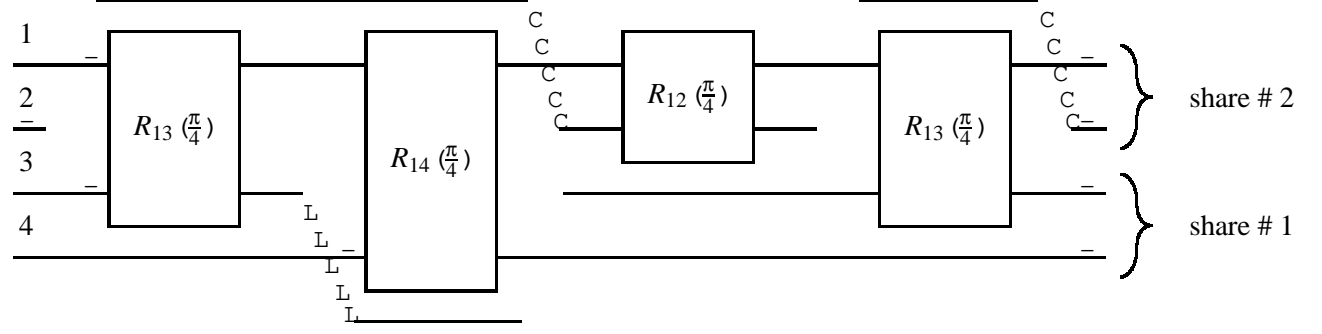 1
2
3
4
R13 (π/4)
R14 (π/4)
R12 (π/4)
R13 (π/4)
C
C
C
C
C
C
C
C
C
C
L
L
L
L
L
share # 2
share # 1